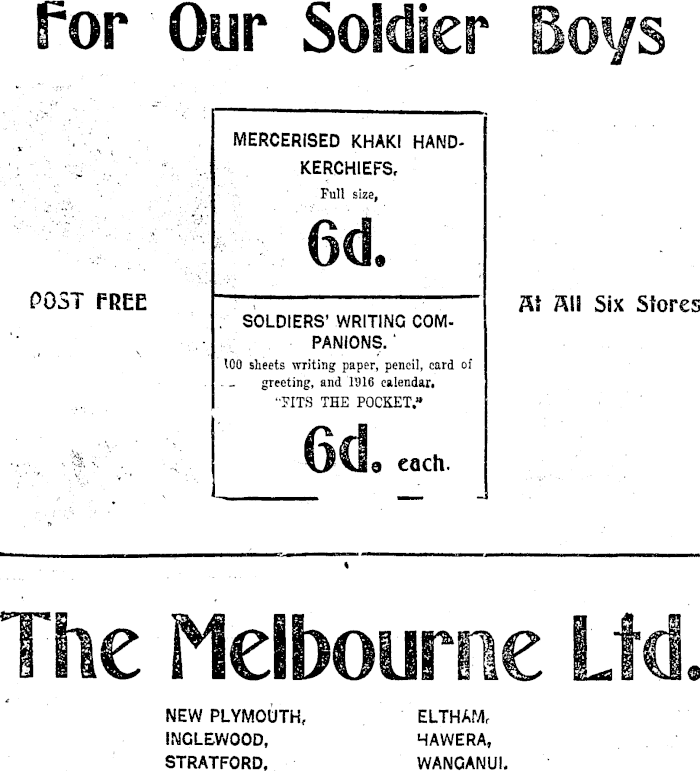 For Our Soldier Boys
MERCERISED KHAKI HAND-
KERCHIEFS,
Full size,
6d.
POST FREE
At All Six Stores
SOLDIERS' WRITING COM-
PANIONS.
100 sheets writing paper, pencil, card of
greeting, and 1916 calendar.
"FITS THE POCKET."
6d. each.
The Melbourne Ltd.
NEW PLYMOUTH,
INGLEWOOD,
STRATFORD,
ELTHAM,
HAWERA,
WANGANUI.